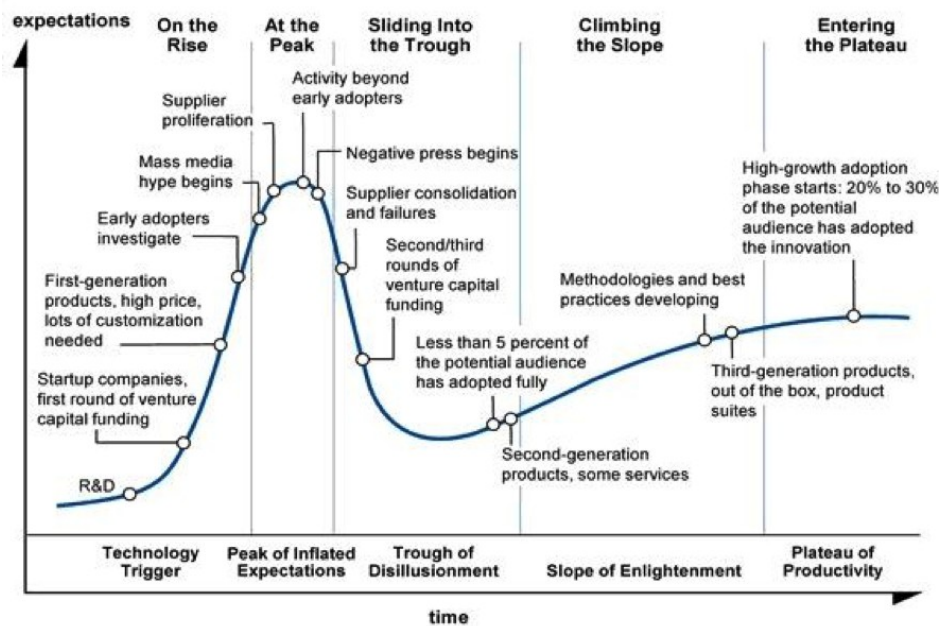 expectations
On the
Rise
At the
Peak
Sliding Into
the Trough
Climbing
the Slope
Entering
the Plateau
Activity beyond
early adopters
Supplier
proliferation
Negative press begins
Mass media
hype begins
Supplier consolidation
and failures
High-growth adoption
phase starts: 20% to 30%
of the potential
audience has adopted
the innovation
Early adopters
investigate
Second/third
rounds of
venture capital
funding
First-generation
products, high price,
lots of customization
needed
Methodologies and best
practices developing
Less than 5 percent of
the potential audience
has adopted fully
Startup companies,
first round of venture
capital funding
Third-generation products,
out of the box, product
suites
Second-generation
products, some services
R&D
Technology
Trigger
Peak of Inflated
Expectations
Trough of
Disillusionment
Slope of Enlightenment
Plateau of
Productivity
time